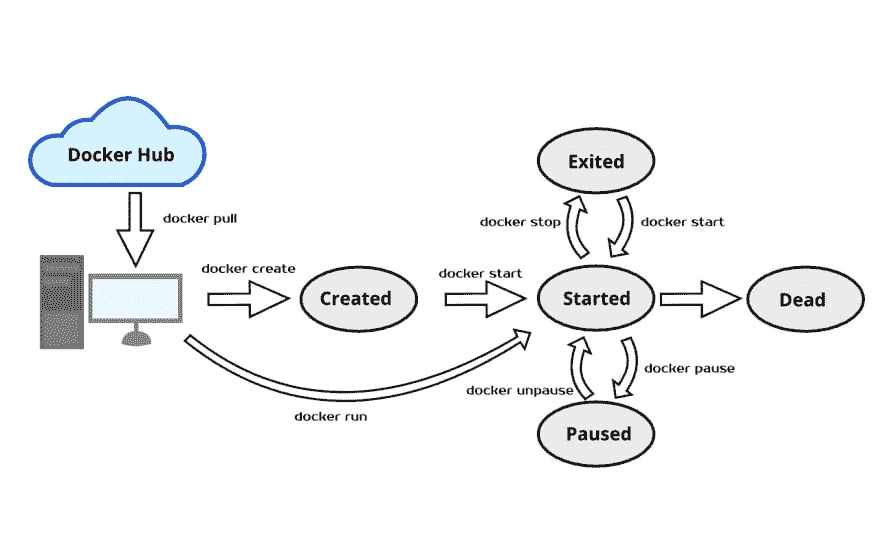 Docker Hub
docker pull
docker create
Created
docker start
Started
docker run
docker stop
Exited
docker start
docker unpause
Paused
docker pause
Dead